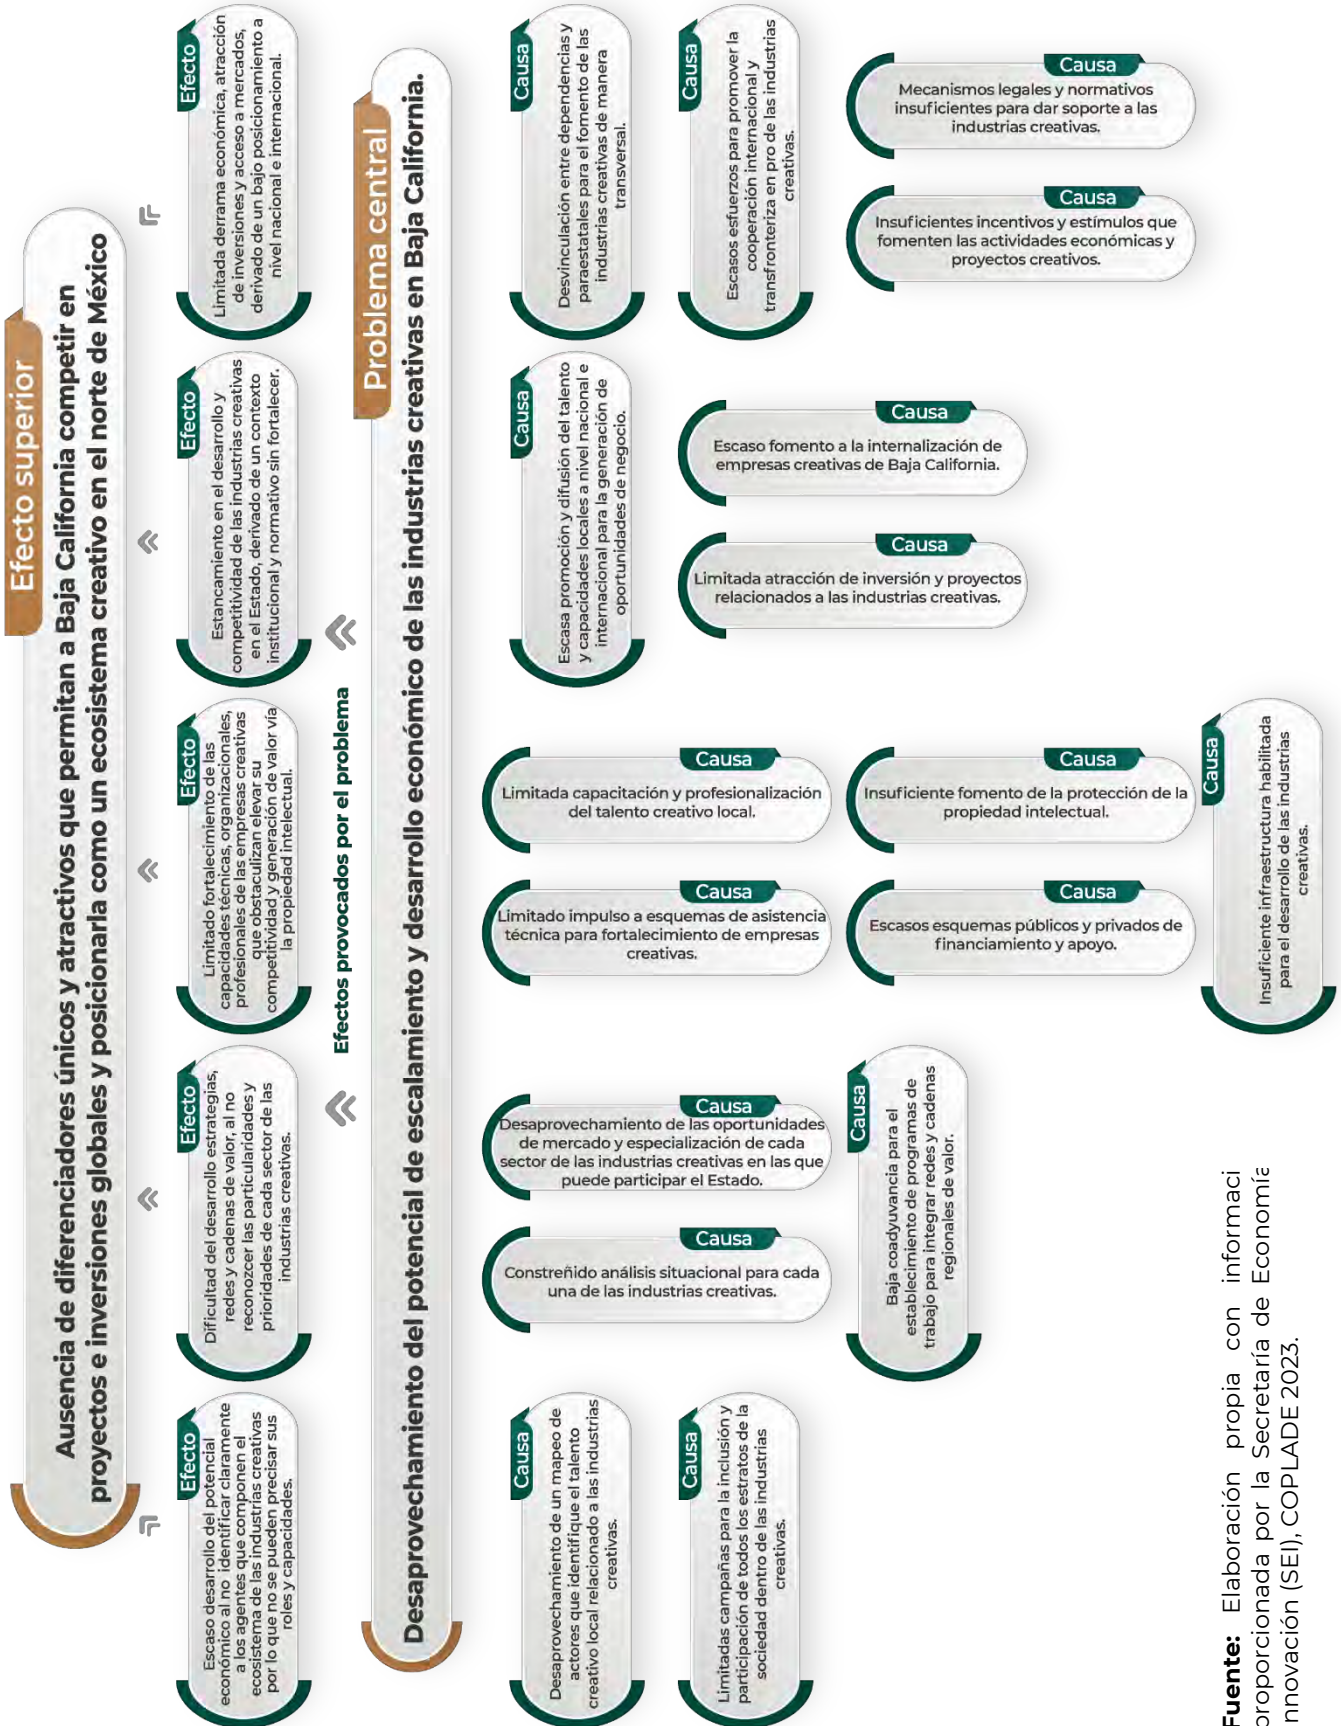 Efecto superior
Ausencia de diferenciadores únicos y atractivos que permitan a Baja California competir en
proyectos e inversiones globales y posicionarla como un ecosistema creativo en el norte de México
Efecto
Escaso desarrollo del potencial
económico al no identificar claramente
a los agentes que componen el
ecosistema de las industrias creativas
por lo que no se pueden precisar sus
roles y capacidades.
Efecto
Dificultad del desarrollo estrategias,
redes y cadenas de valor, al no
reconozcer las particularidades y
prioridades de cada sector de las
industrias creativas.
Efecto
Limitado fortalecimiento de las
capacidades técnicas, organizacionales,
profesionales de las empresas creativas
que obstaculizan elevar su
competitividad y generación de valor vía
la propiedad intelectual.
Efecto
Estancamiento en el desarrollo y
competitividad de las industrias creativas
en el Estado, derivado de un contexto
institucional y normativo sin fortalecer.
Efecto
Limitada derrama económica, atracción
de inversiones y acceso a mercados,
derivado de un bajo posicionamiento a
nivel nacional e internacional.
Efectos provocados por el problema
Problema central
Desaprovechamiento del potencial de escalamiento y desarrollo económico de las industrias creativas en Baja California.
Causa
Desaprovechamiento de un mapeo de
actores que identifique el talento
creativo local relacionado a las industrias
creativas.
Causa
Limitadas campañas para la inclusión y
participación de todos los estratos de la
sociedad dentro de las industrias
creativas.
Causa
Constreñido análisis situacional para cada
una de las industrias creativas.
Causa
Desaprovechamiento de las oportunidades
de mercado y especialización de cada
sector de las industrias creativas en las que
puede participar el Estado.
Causa
Baja coadyuvancia para el
establecimiento de programas de
trabajo para integrar redes y cadenas
regionales de valor.
Causa
Limitado impulso a esquemas de asistencia
técnica para fortalecimiento de empresas
creativas.
Causa
Limitada capacitación y profesionalización
del talento creativo local.
Causa
Escasos esquemas públicos y privados de
financiamiento y apoyo.
Causa
Insuficiente fomento de la protección de la
propiedad intelectual.
Causa
Insuficiente infraestructura habilitada
para el desarrollo de las industrias
creativas.
Causa
Escasa promoción y difusión del talento
y capacidades locales a nivel nacional e
internacional para la generación de
oportunidades de negocio.
Causa
Limitada atracción de inversión y proyectos
relacionados a las industrias creativas.
Causa
Escaso fomento a la internalización de
empresas creativas de Baja California.
Causa
Desvinculación entre dependencias y
paraestatales para el fomento de las
industrias creativas de manera
transversal.
Causa
Escasos esfuerzos para promover la
cooperación internacional y
transfronteriza en pro de las industrias
creativas.
Causa
Insuficientes incentivos y estímulos que
fomenten las actividades económicas y
proyectos creativos.
Causa
Mecanismos legales y normativos
insuficientes para dar soporte a las
industrias creativas.
Fuente: Elaboración propia con informaci
proporcionada por la Secretaría de Economía
nnovación (SEI), COPLADE 2023.